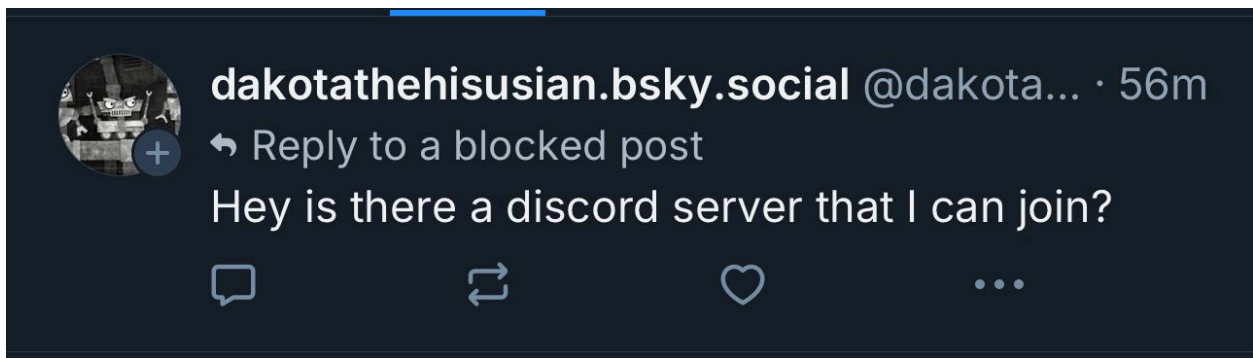 dakotathehisusian.bsky.social @dakota... · 56m
Reply to a blocked post
Hey is there a discord server that I can join?